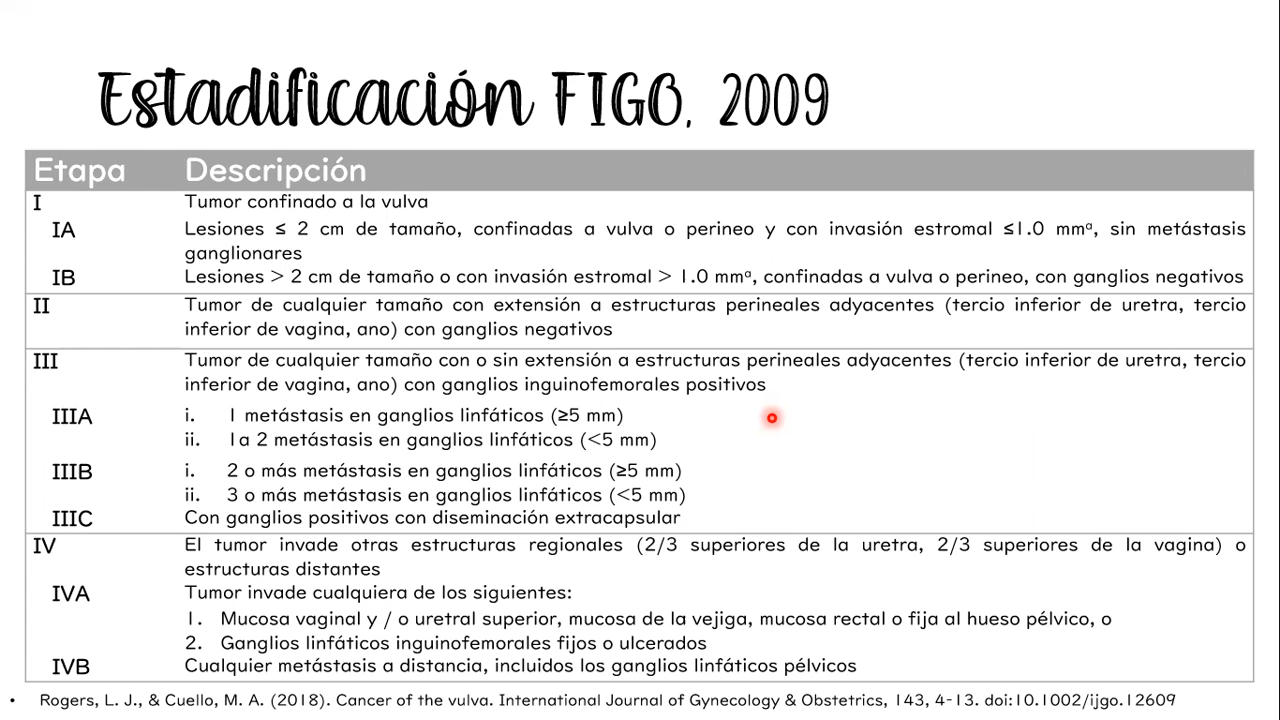 Estadificación FIGO, 2009
Etapa Descripción
I Tumor confinado a la vulva
IA Lesiones ≤ 2 cm de tamaño, confinadas a vulva o perineo y con invasión estromal ≤1.0 mmᵃ, sin metástasis
ganglionares
IB Lesiones > 2 cm de tamaño o con invasión estromal > 1.0 mmᵃ, confinadas a vulva o perineo, con ganglios negativos
II Tumor de cualquier tamaño con extensión a estructuras perineales adyacentes (tercio inferior de uretra, tercio
inferior de vagina, ano) con ganglios negativos
III Tumor de cualquier tamaño con o sin extensión a estructuras perineales adyacentes (tercio inferior de uretra, tercio
inferior de vagina, ano) con ganglios inguinofemorales positivos
IIIA i. 1 metástasis en ganglios linfáticos (≥5 mm)
ii. 1a 2 metástasis en ganglios linfáticos (<5 mm)
IIIB i. 2 o más metástasis en ganglios linfáticos (≥5 mm)
ii. 3 o más metástasis en ganglios linfáticos (<5 mm)
IIIC Con ganglios positivos con diseminación extracapsular
IV El tumor invade otras estructuras regionales (2/3 superiores de la uretra, 2/3 superiores de la vagina) o
estructuras distantes
IVA Tumor invade cualquiera de los siguientes:
1. Mucosa vaginal y / o uretral superior, mucosa de la vejiga, mucosa rectal o fija al hueso pélvico, o
2. Ganglios linfáticos inguinofemorales fijos o ulcerados
IVB Cualquier metástasis a distancia, incluidos los ganglios linfáticos pélvicos
• Rogers, L. J., & Cuello, M. A. (2018). Cancer of the vulva. International Journal of Gynecology & Obstetrics, 143, 4-13. doi:10.1002/ijgo.12609